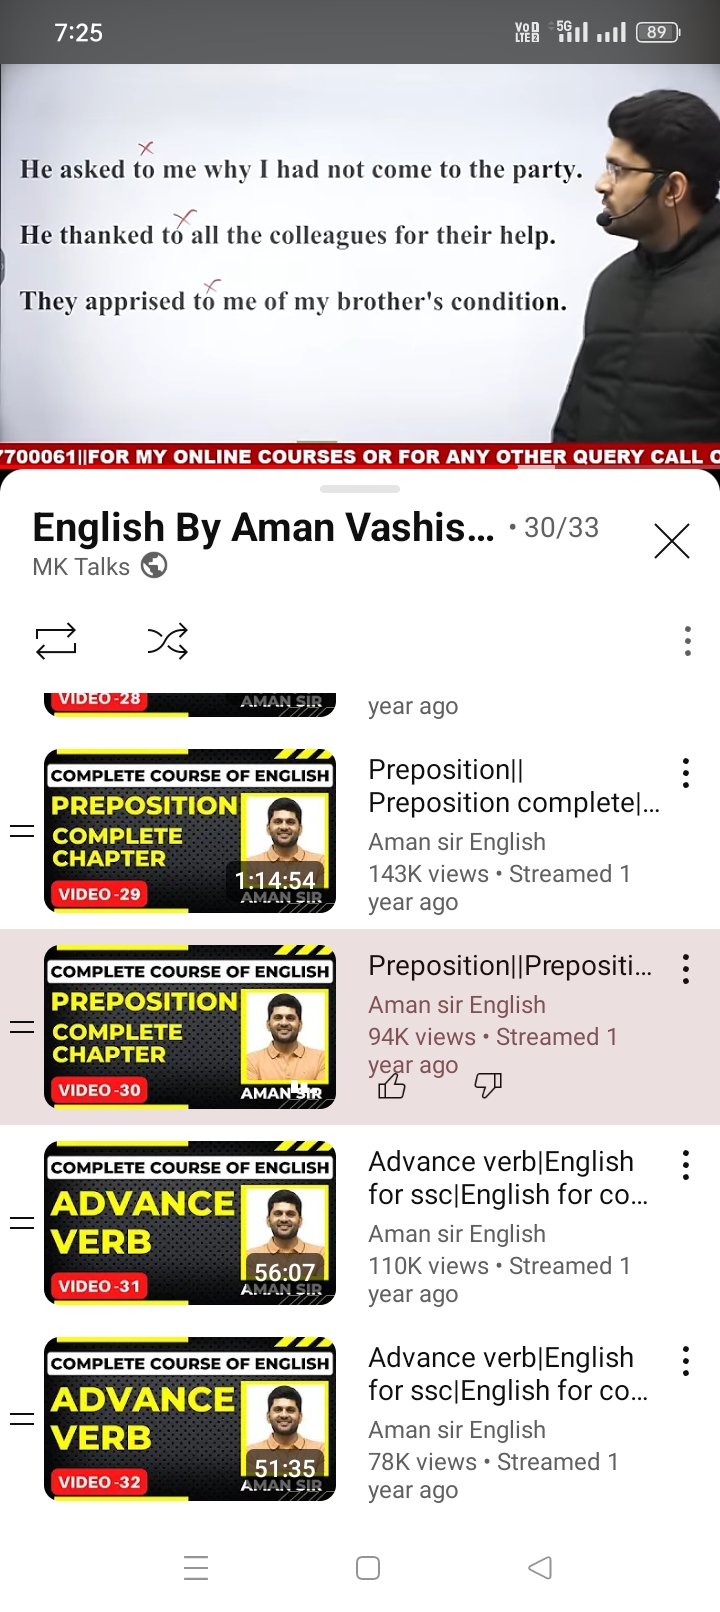 7:25
Vo D
LTE 2
5G
89
He asked to me why I had not come to the party.
He thanked to all the colleagues for their help.
They apprised to me of my brother's condition.
7700061||FOR MY ONLINE COURSES OR FOR ANY OTHER QUERY CALL
English By Aman Vashis... • 30/33
MK Talks
VIDEO-28
AMAN SIR
year ago
COMPLETE COURSE OF ENGLISH
PREPOSITION
COMPLETE
CHAPTER
1:14:54
VIDEO-29
AMAN SIR
Preposition||
Preposition complete|...
Aman sir English
143K views • Streamed 1
year ago
COMPLETE COURSE OF ENGLISH
PREPOSITION
COMPLETE
CHAPTER
VIDEO-30
AMAN SIR
Preposition||Prepositi...
Aman sir English
94K views • Streamed 1
year ago
COMPLETE COURSE OF ENGLISH
ADVANCE
VERB
56:07
VIDEO-31
AMAN SIR
Advance verb|English
for ssc|English for co...
Aman sir English
110K views • Streamed 1
year ago
COMPLETE COURSE OF ENGLISH
ADVANCE
VERB
51:35
VIDEO-32
AMAN SIR
Advance verb|English
for ssc|English for co...
Aman sir English
78K views • Streamed 1
year ago